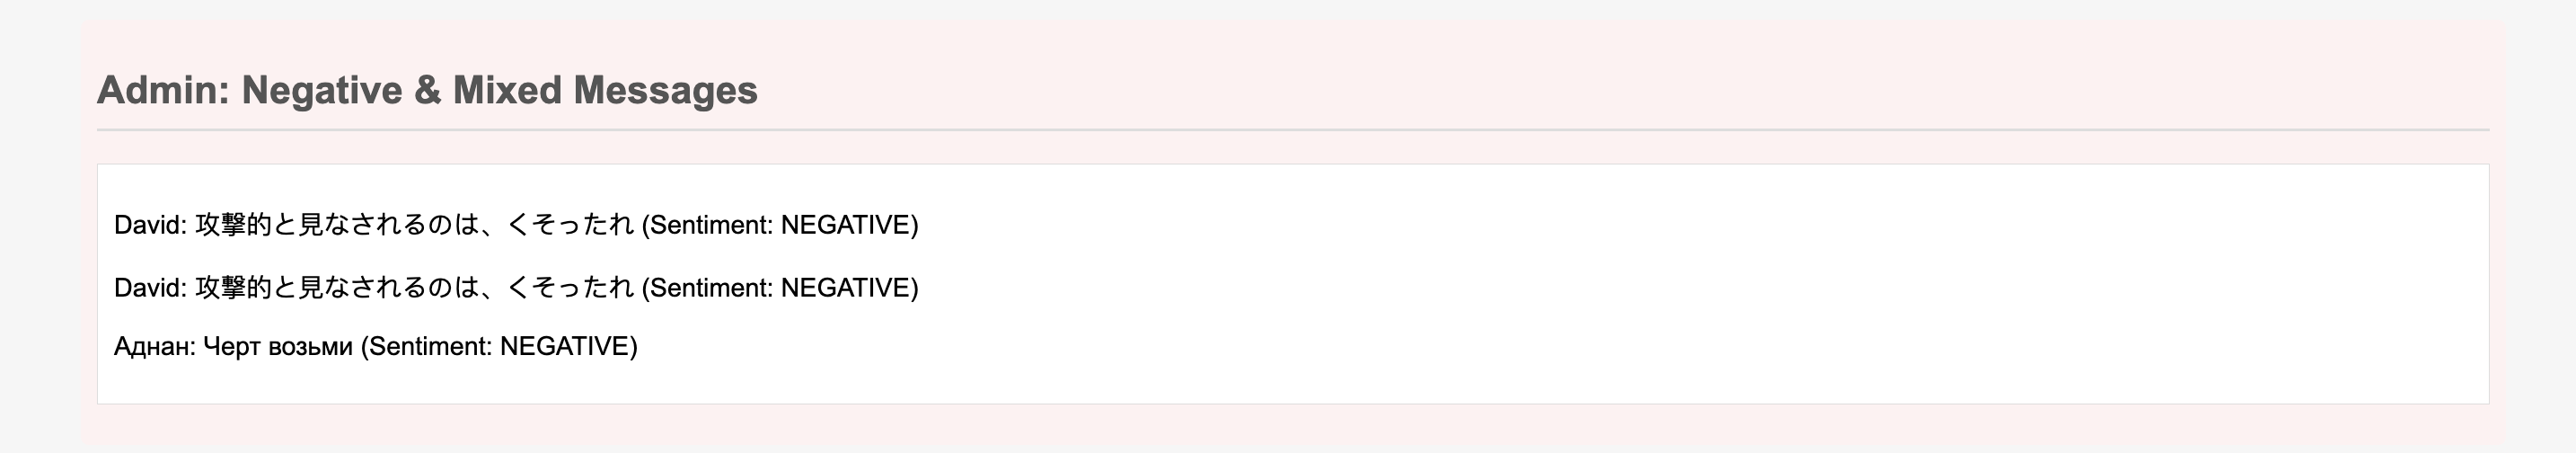 Admin: Negative & Mixed Messages
David: 攻撃的と見なされるのは、くそったれ (Sentiment: NEGATIVE)
David: 攻撃的と見なされるのは、くそったれ (Sentiment: NEGATIVE)
Аднан: Черт возьми (Sentiment: NEGATIVE)